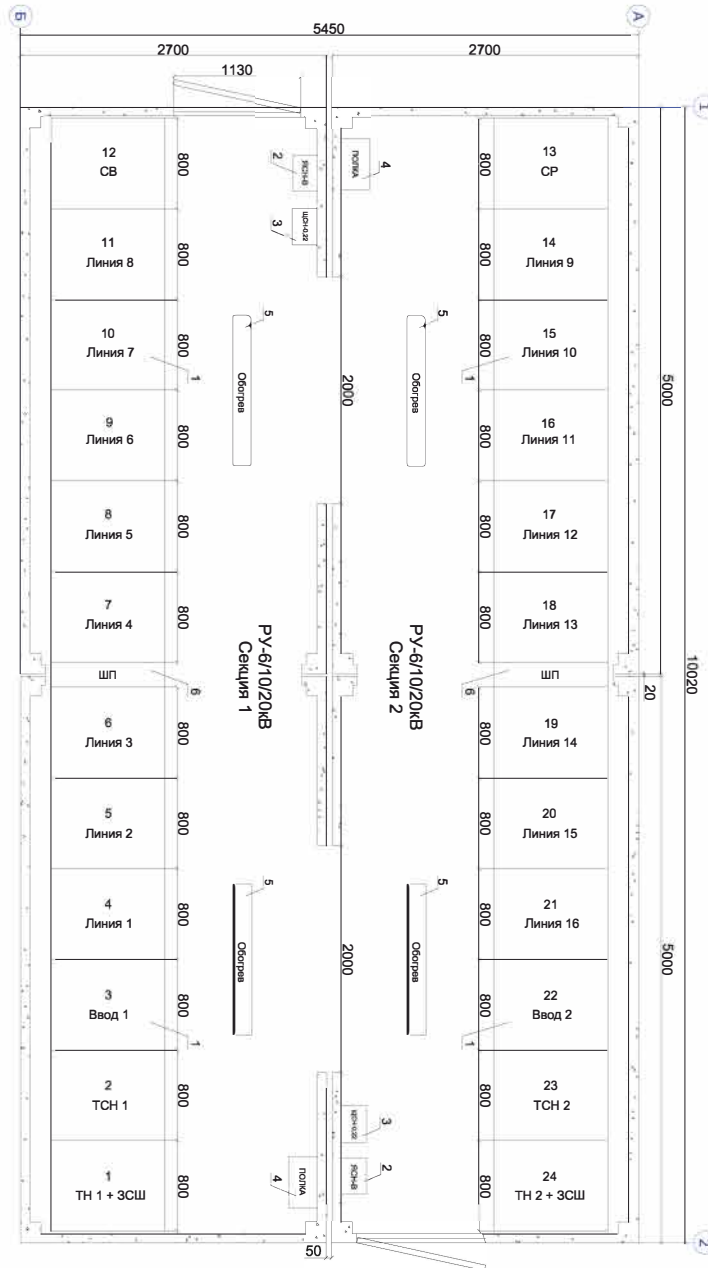 Б
5450
А
2700
2700
1130
1
10020
5000
5000
20
12
СВ
800
2
ЯСН-В
ПОЛКА
4
800
13
СР
3
ЩСН-0,22
11
Линия 8
800
800
14
Линия 9
10
Линия 7
800
5
Обогрев
1
2000
5
Обогрев
1
800
15
Линия 10
9
Линия 6
800
800
16
Линия 11
8
Линия 5
800
800
17
Линия 12
7
Линия 4
800
800
18
Линия 13
РУ-6/10/20кВ
Секция 1
РУ-6/10/20кВ
Секция 2
ШП
6
6
ШП
6
Линия 3
800
800
19
Линия 14
5
Линия 2
800
800
20
Линия 15
4
Линия 1
800
5
Обогрев
2000
5
Обогрев
800
21
Линия 16
3
Ввод 1
800
1
1
800
22
Ввод 2
2
ТСН 1
800
ЩСН-0,22
3
800
23
ТСН 2
1
ТН 1 + ЗСШ
800
ПОЛКА
4
ЯСН-В
2
800
24
ТН 2 + ЗСШ
50
2